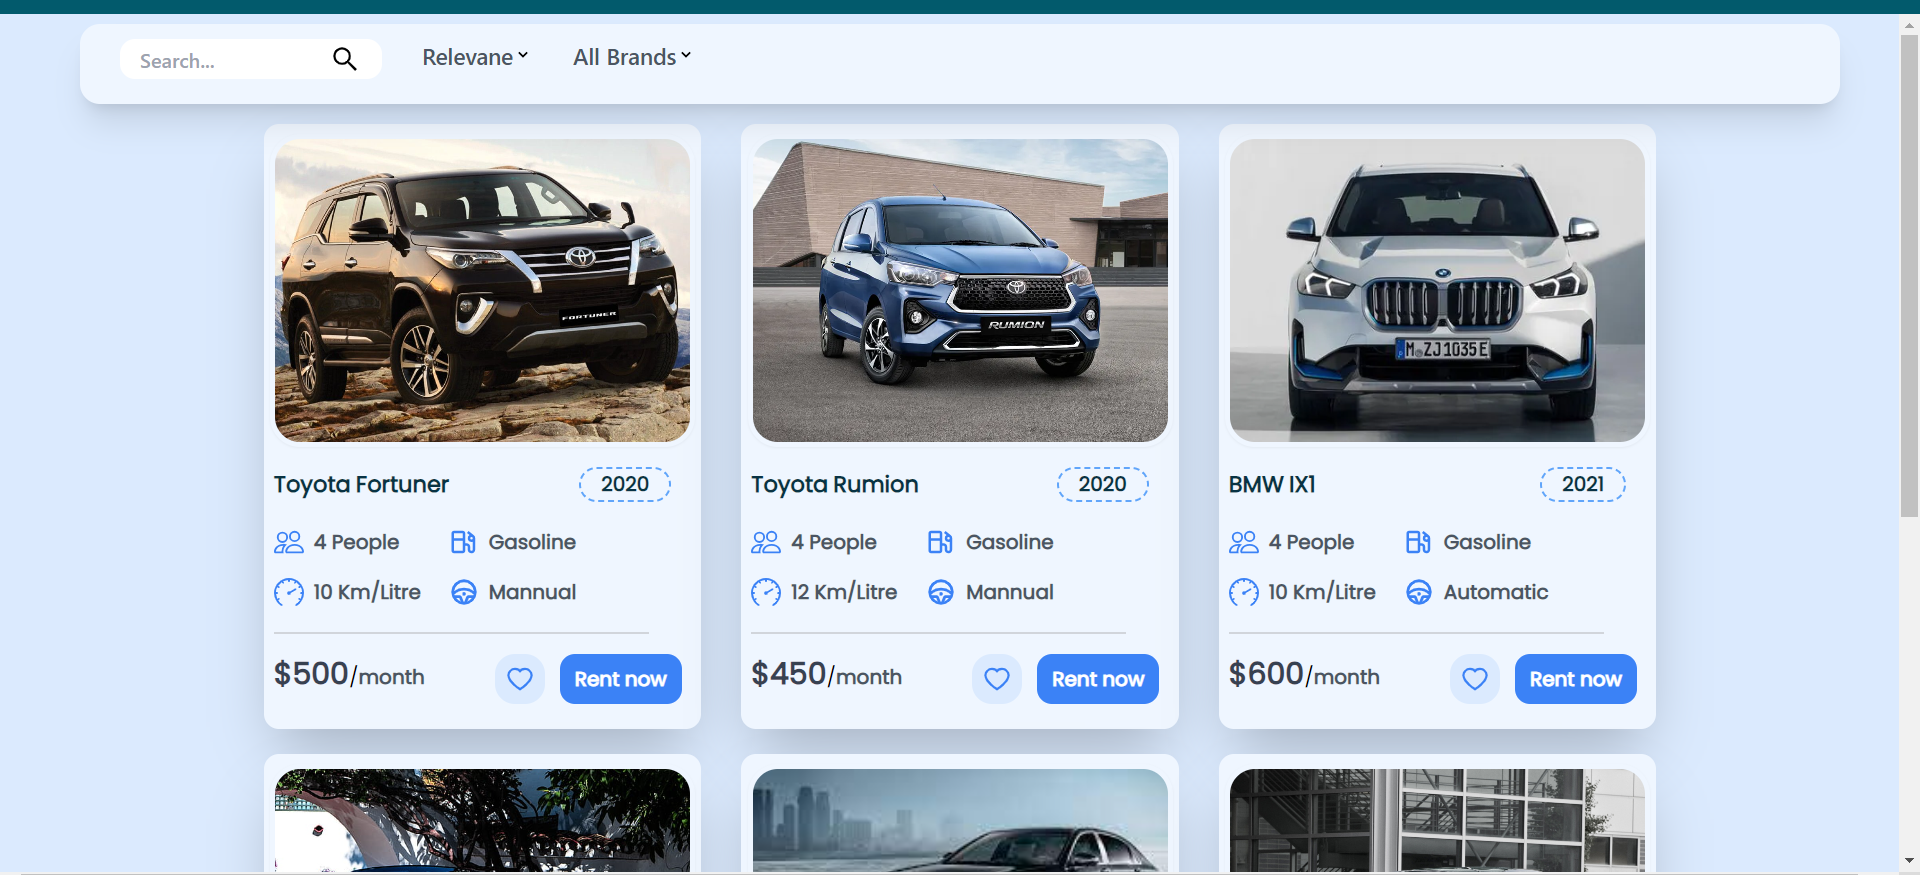 Search...
Relevane
All Brands
FORTUNER
RUMION
M ZJ1035E
Toyota Fortuner
2020
4 People
Gasoline
10 Km/Litre
Mannual
$500/month
Rent now
Toyota Rumion
2020
4 People
Gasoline
12 Km/Litre
Mannual
$450/month
Rent now
BMW IX1
2021
4 People
Gasoline
10 Km/Litre
Automatic
$600/month
Rent now